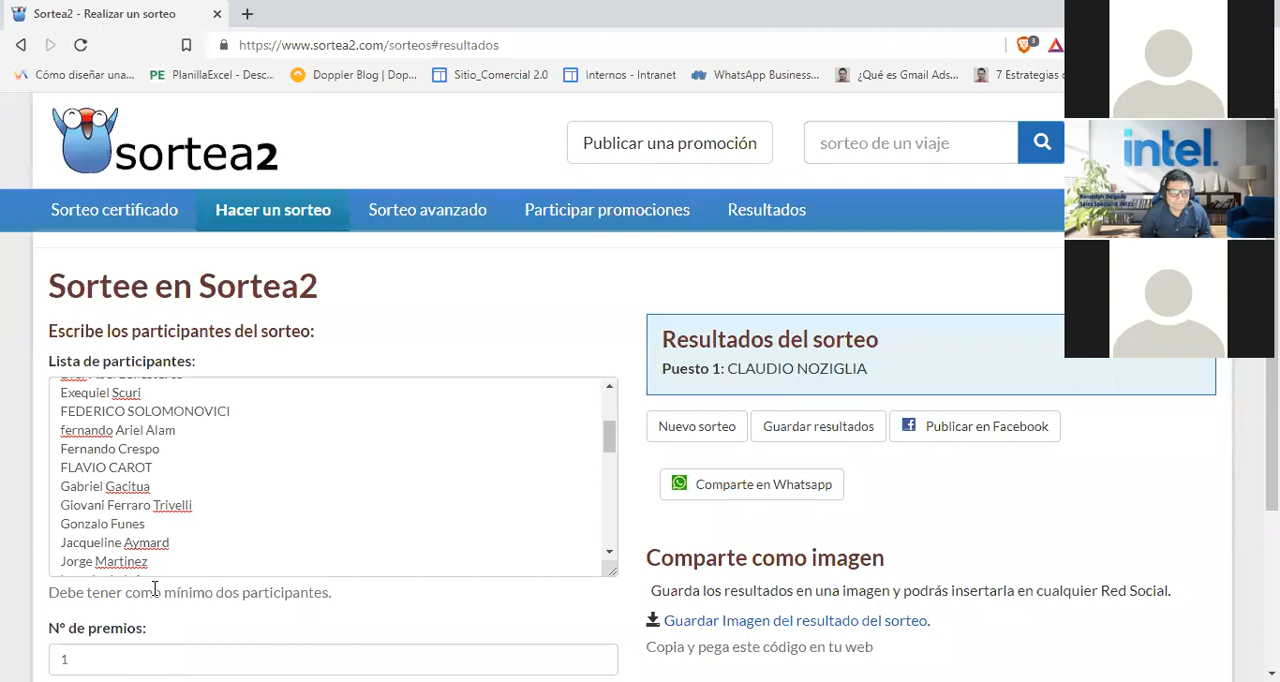 Sortea2 - Realizar un sorteo
https://www.sortea2.com/sorteos#resultados
3
Cómo diseñar una...
PE PlanillaExcel - Desc...
Doppler Blog | Dop...
Sitio_Comercial 2.0
Internos - Intranet
WhatsApp Business...
¿Qué es Gmail Ads...
7 Estrategias d
sortea2
Publicar una promoción
sorteo de un viaje
intel.
Randolph Delgado
Sorteo certificado
Hacer un sorteo
Sorteo avanzado
Participar promociones
Resultados
Sortee en Sortea2
Escribe los participantes del sorteo:
Lista de participantes:
Exequiel Scuri
FEDERICO SOLOMONOVICI
fernando Ariel Alam
Fernando Crespo
FLAVIO CAROT
Gabriel Gacitua
Giovani Ferraro Trivelli
Gonzalo Funes
Jacqueline Aymard
Jorge Martinez
Debe tener como mínimo dos participantes.
Nº de premios:
1
Resultados del sorteo
Puesto 1: CLAUDIO NOZIGLIA
Nuevo sorteo
Guardar resultados
Publicar en Facebook
Comparte en Whatsapp
Comparte como imagen
Guarda los resultados en una imagen y podrás insertarla en cualquier Red Social.
Guardar Imagen del resultado del sorteo.
Copia y pega este código en tu web